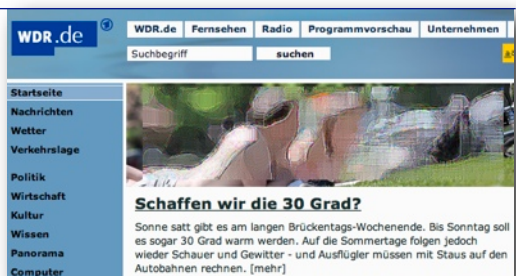 WDR.de
WDR.de Fernsehen Radio Programmvorschau Unternehmen
Suchbegriff suchen
Startseite
Nachrichten
Wetter
Verkehrslage
Politik
Wirtschaft
Kultur
Wissen
Panorama
Computer
Schaffen wir die 30 Grad?
Sonne satt gibt es am langen Brückentags-Wochenende. Bis Sonntag soll
es sogar 30 Grad warm werden. Auf die Sommertage folgen jedoch
wieder Schauer und Gewitter - und Ausflügler müssen mit Staus auf den
Autobahnen rechnen. [mehr]